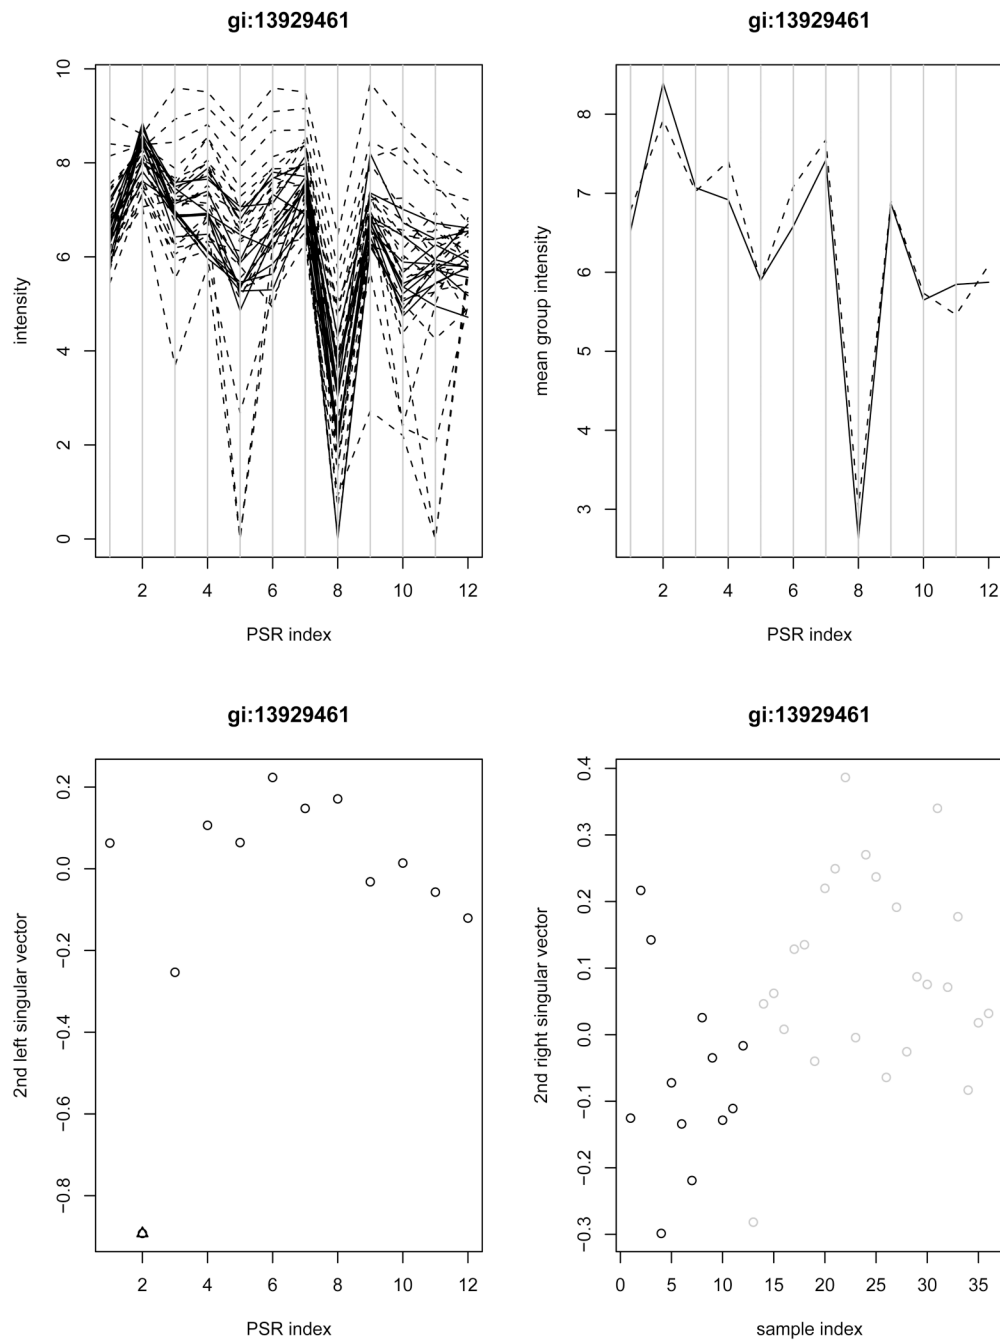 gi:13929461
intensity
0 2 4 6 8 10
2 4 6 8 10 12
PSR index
gi:13929461
mean group intensity
3 4 5 6 7 8
2 4 6 8 10 12
PSR index
gi:13929461
2nd left singular vector
−0.8 −0.6 −0.4 −0.2 0.0 0.2
2 4 6 8 10 12
PSR index
gi:13929461
2nd right singular vector
−0.3 −0.2 −0.1 0.0 0.1 0.2 0.3 0.4
0 5 10 15 20 25 30 35
sample index